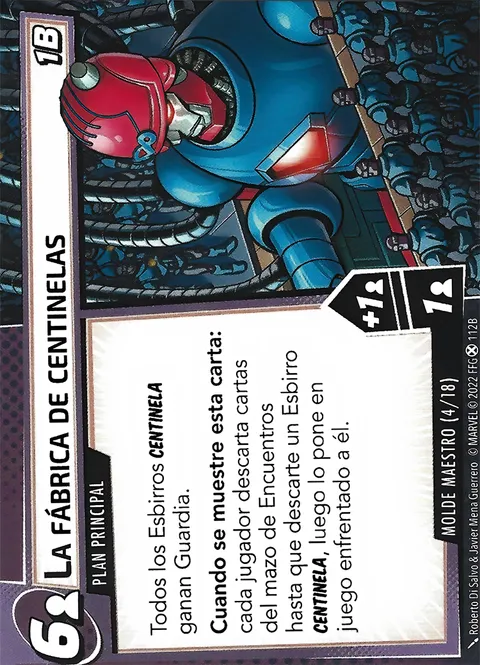 6
LA FÁBRICA DE CENTINELAS
1B
PLAN PRINCIPAL
Todos los Esbirros CENTINELA
ganan Guardia.
Cuando se muestre esta carta:
cada jugador descarta cartas
del mazo de Encuentros
hasta que descarte un Esbirro
CENTINELA, luego lo pone en
juego enfrentado a él.
+1
1
MOLDE MAESTRO (4/18)
Roberto Di Salvo & Javier Mena Guerrero © MARVEL © 2022 FFG 112B